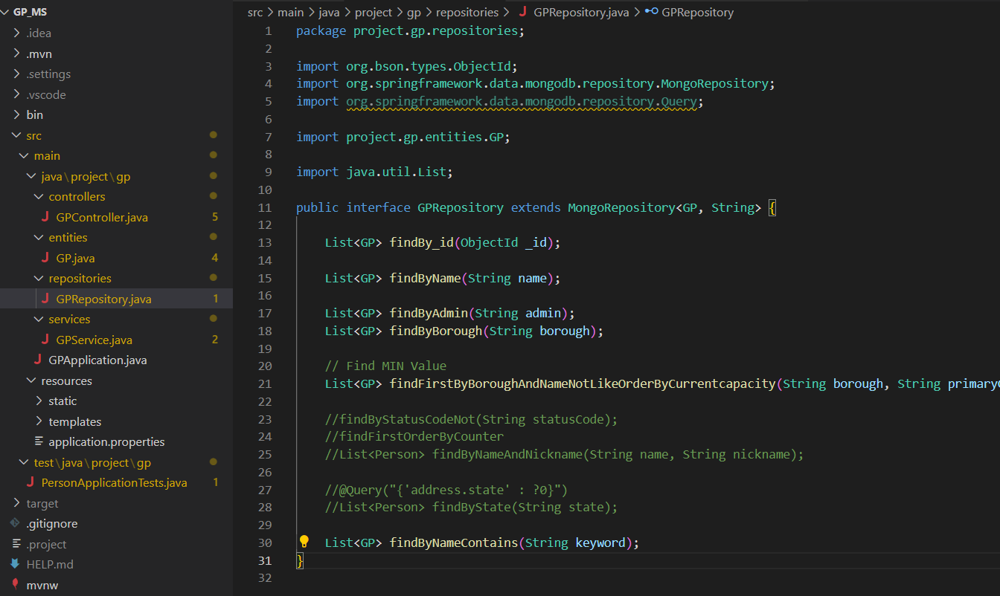 GP_MS
.idea
.mvn
.settings
.vscode
bin
src
main
java\project\gp
controllers
GPController.java 5
entities
GP.java 4
repositories
GPRepository.java 1
services
GPService.java 2
GPApplication.java
resources
static
templates
application.properties
test\java\project\gp
PersonApplicationTests.java 1
target
.gitignore
.project
HELP.md
mvnw
src > main > java > project > gp > repositories > GPRepository.java > GPRepository
1 package project.gp.repositories;
2
3 import org.bson.types.ObjectId;
4 import org.springframework.data.mongodb.repository.MongoRepository;
5 import org.springframework.data.mongodb.repository.Query;
6
7 import project.gp.entities.GP;
8
9 import java.util.List;
10
11 public interface GPRepository extends MongoRepository<GP, String> {
12
13 List<GP> findBy_id(ObjectId _id);
14
15 List<GP> findByName(String name);
16
17 List<GP> findByAdmin(String admin);
18 List<GP> findByBorough(String borough);
19
20 // Find MIN Value
21 List<GP> findFirstByBoroughAndNameNotLikeOrderByCurrentcapacity(String borough, String primary
22
23 //findByStatusCodeNot(String statusCode);
24 //findFirstOrderByCounter
25 //List<Person> findByNameAndNickname(String name, String nickname);
26
27 //@Query("{'address.state' : ?0}")
28 //List<Person> findByState(String state);
29
30 List<GP> findByNameContains(String keyword);
31 }
32